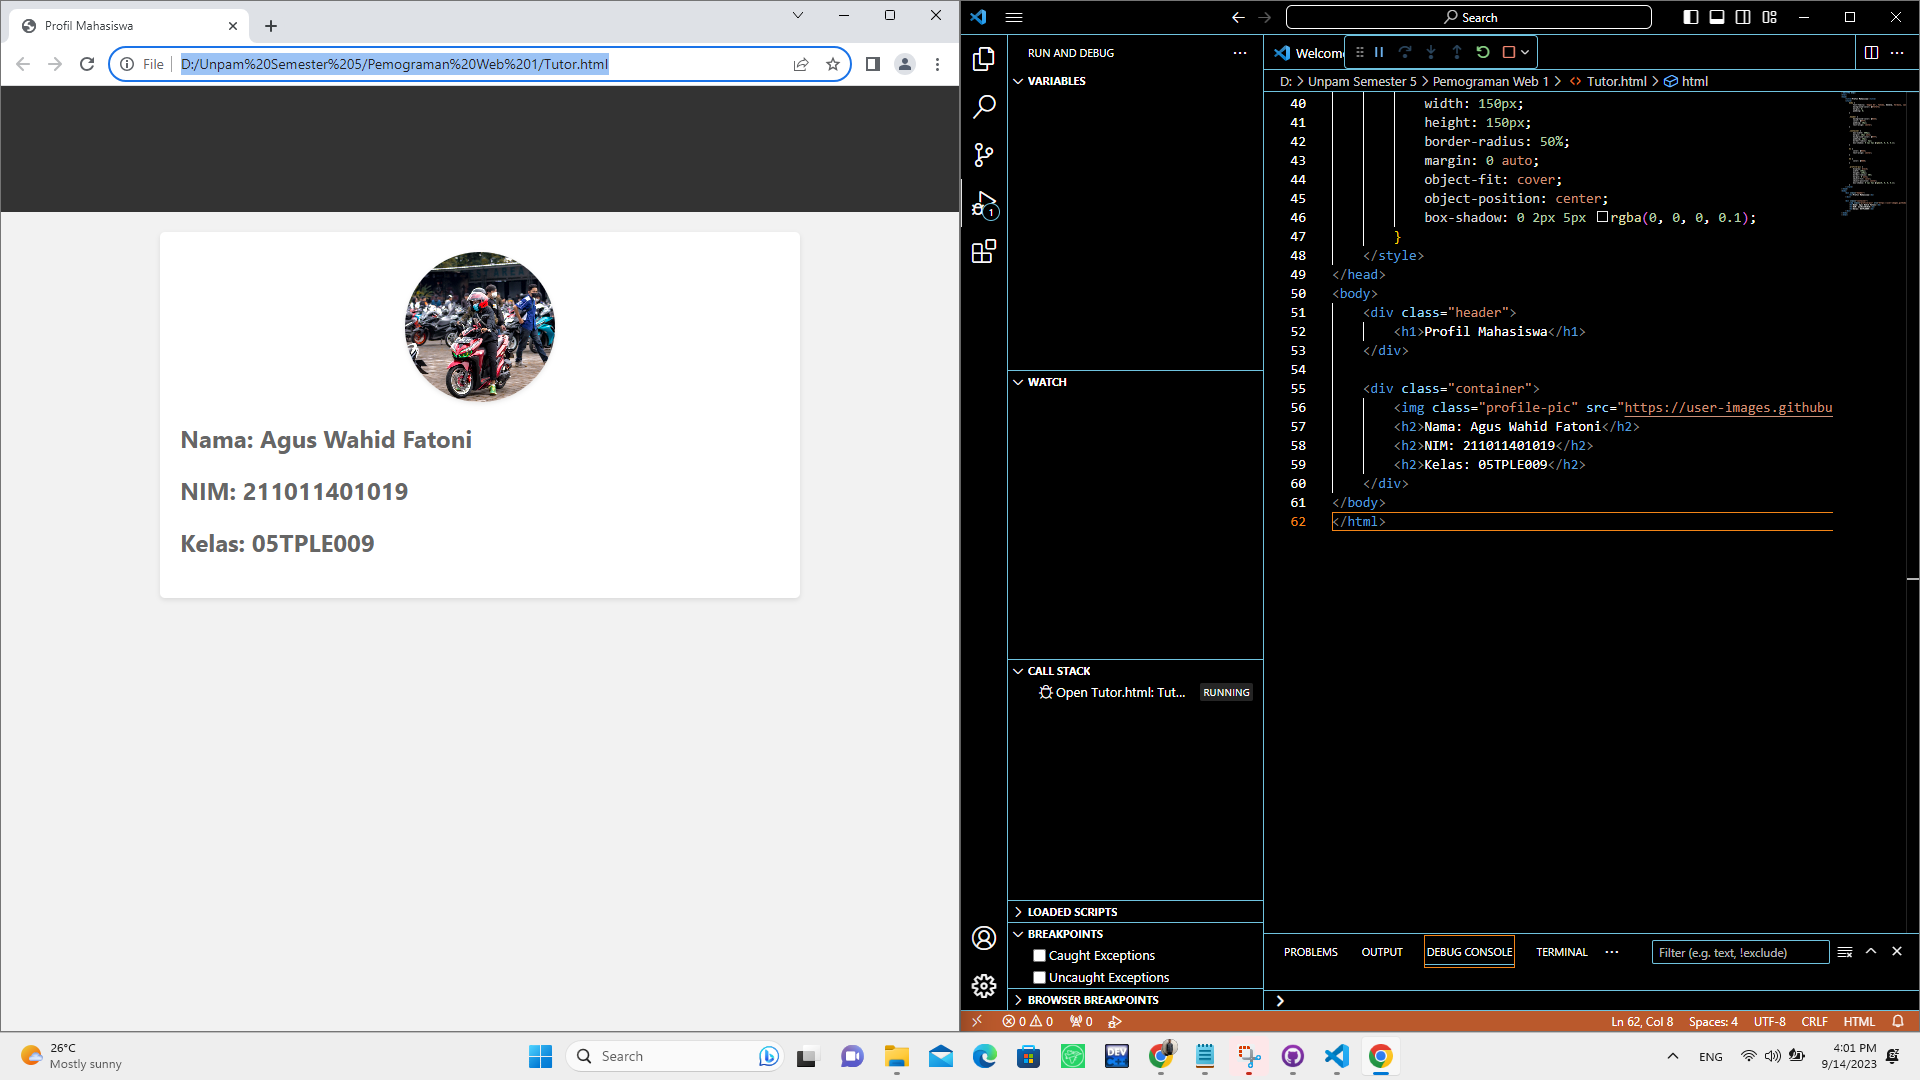 Profil Mahasiswa
File
D:/Unpam%20Semester%205/Pemograman%20Web%201/Tutor.html
Nama: Agus Wahid Fatoni
NIM: 211011401019
Kelas: 05TPLE009
Search
RUN AND DEBUG
VARIABLES
WATCH
CALL STACK
Open Tutor.html: Tut... RUNNING
LOADED SCRIPTS
BREAKPOINTS
Caught Exceptions
Uncaught Exceptions
BROWSER BREAKPOINTS
1
Welcome
D: > Unpam Semester 5 > Pemograman Web 1 > Tutor.html > html
40 width: 150px;
41 height: 150px;
42 border-radius: 50%;
43 margin: 0 auto;
44 object-fit: cover;
45 object-position: center;
46 box-shadow: 0 2px 5px rgba(0, 0, 0, 0.1);
47 }
48 </style>
49 </head>
50 <body>
51 <div class="header">
52 <h1>Profil Mahasiswa</h1>
53 </div>
54
55 <div class="container">
56 <img class="profile-pic" src="https://user-images.githubu
57 <h2>Nama: Agus Wahid Fatoni</h2>
58 <h2>NIM: 211011401019</h2>
59 <h2>Kelas: 05TPLE009</h2>
60 </div>
61 </body>
62 </html>
PROBLEMS OUTPUT DEBUG CONSOLE TERMINAL ... Filter (e.g. text, !exclude)
0 0 0 Ln 62, Col 8 Spaces: 4 UTF-8 CRLF HTML
26°C
Mostly sunny
Search
DEV
ENG
4:01 PM
9/14/2023